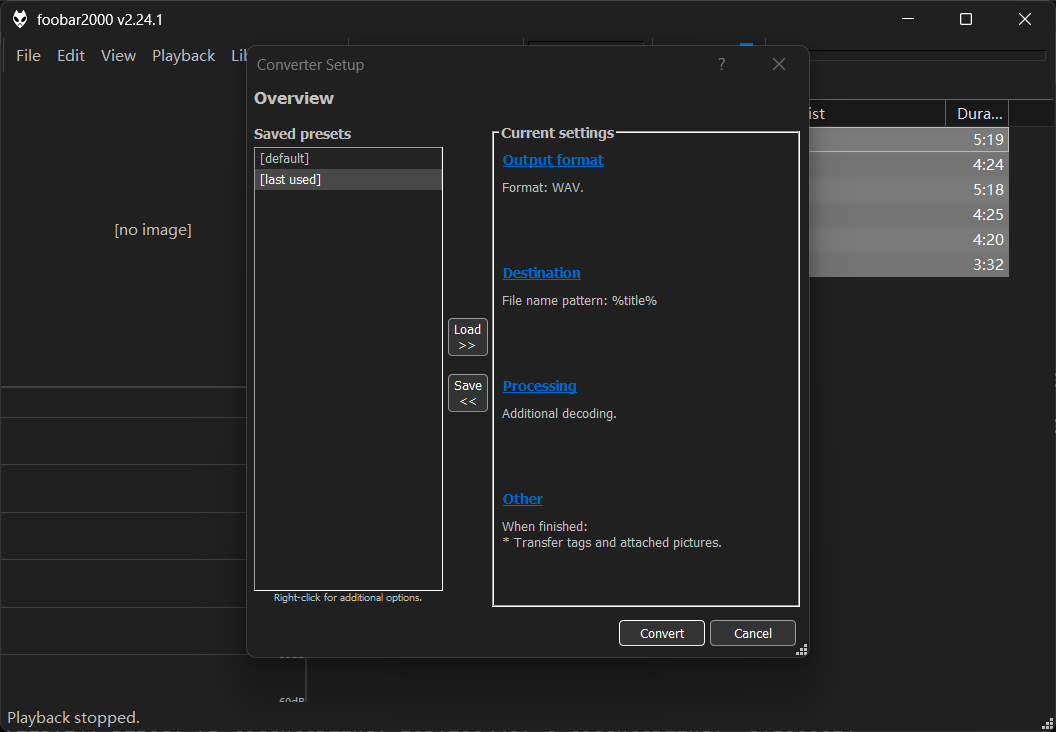 foobar2000 v2.24.1
File Edit View Playback
Converter Setup
?
Overview
Saved presets
[default]
[last used]
Right-click for additional options.
Load
>>
Save
<<
Current settings
Output format
Format: WAV.
Destination
File name pattern: %title%
Processing
Additional decoding.
Other
When finished:
* Transfer tags and attached pictures.
Convert
Cancel
[no image]
Dura...
5:19
4:24
5:18
4:25
4:20
3:32
Playback stopped.